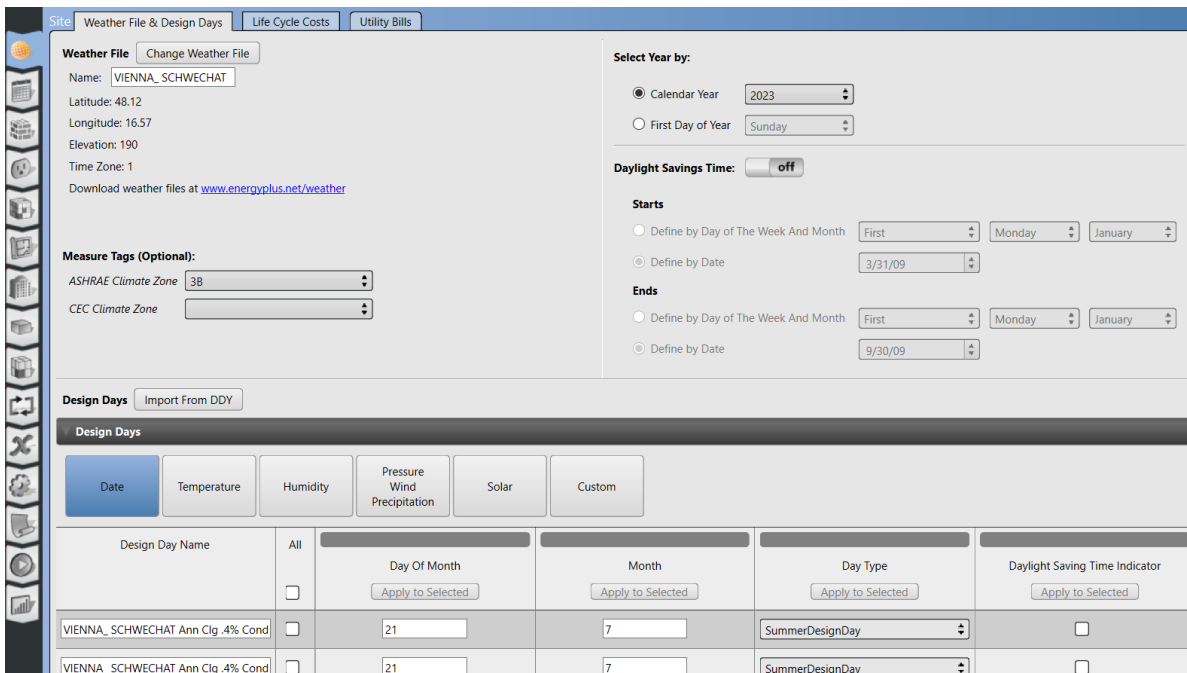 Site Weather File & Design Days Life Cycle Costs Utility Bills
Weather File Change Weather File
Name: VIENNA_ SCHWECHAT
Latitude: 48.12
Longitude: 16.57
Elevation: 190
Time Zone: 1
Download weather files at www.energyplus.net/weather
Measure Tags (Optional):
ASHRAE Climate Zone 3B
CEC Climate Zone
Select Year by:
Calendar Year 2023
First Day of Year Sunday
Daylight Savings Time: off
Starts
Define by Day of The Week And Month First Monday January
Define by Date 3/31/09
Ends
Define by Day of The Week And Month First Monday January
Define by Date 9/30/09
Design Days Import From DDY
Design Days
Date Temperature Humidity Pressure Wind Precipitation Solar Custom
Design Day Name All Day Of Month Month Day Type Daylight Saving Time Indicator
Apply to Selected Apply to Selected Apply to Selected Apply to Selected
VIENNA_ SCHWECHAT Ann Clg .4% Cond 21 7 SummerDesignDay
VIENNA_ SCHWECHAT Ann Clg .4% Cond 21 7 SummerDesignDay